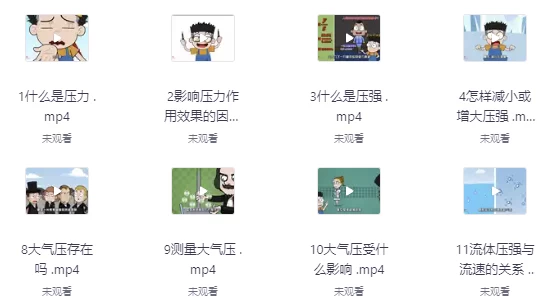 1什么是压力 .
mp4
未观看
2影响压力作
用效果的因...
未观看
3什么是压强 .
mp4
未观看
4怎样减小或
增大压强 .m...
未观看
8大气压存在
吗 .mp4
未观看
9测量大气压 .
mp4
未观看
10大气压受什
么影响 .mp4
未观看
11流体压强与
流速的关系 ..
未观看